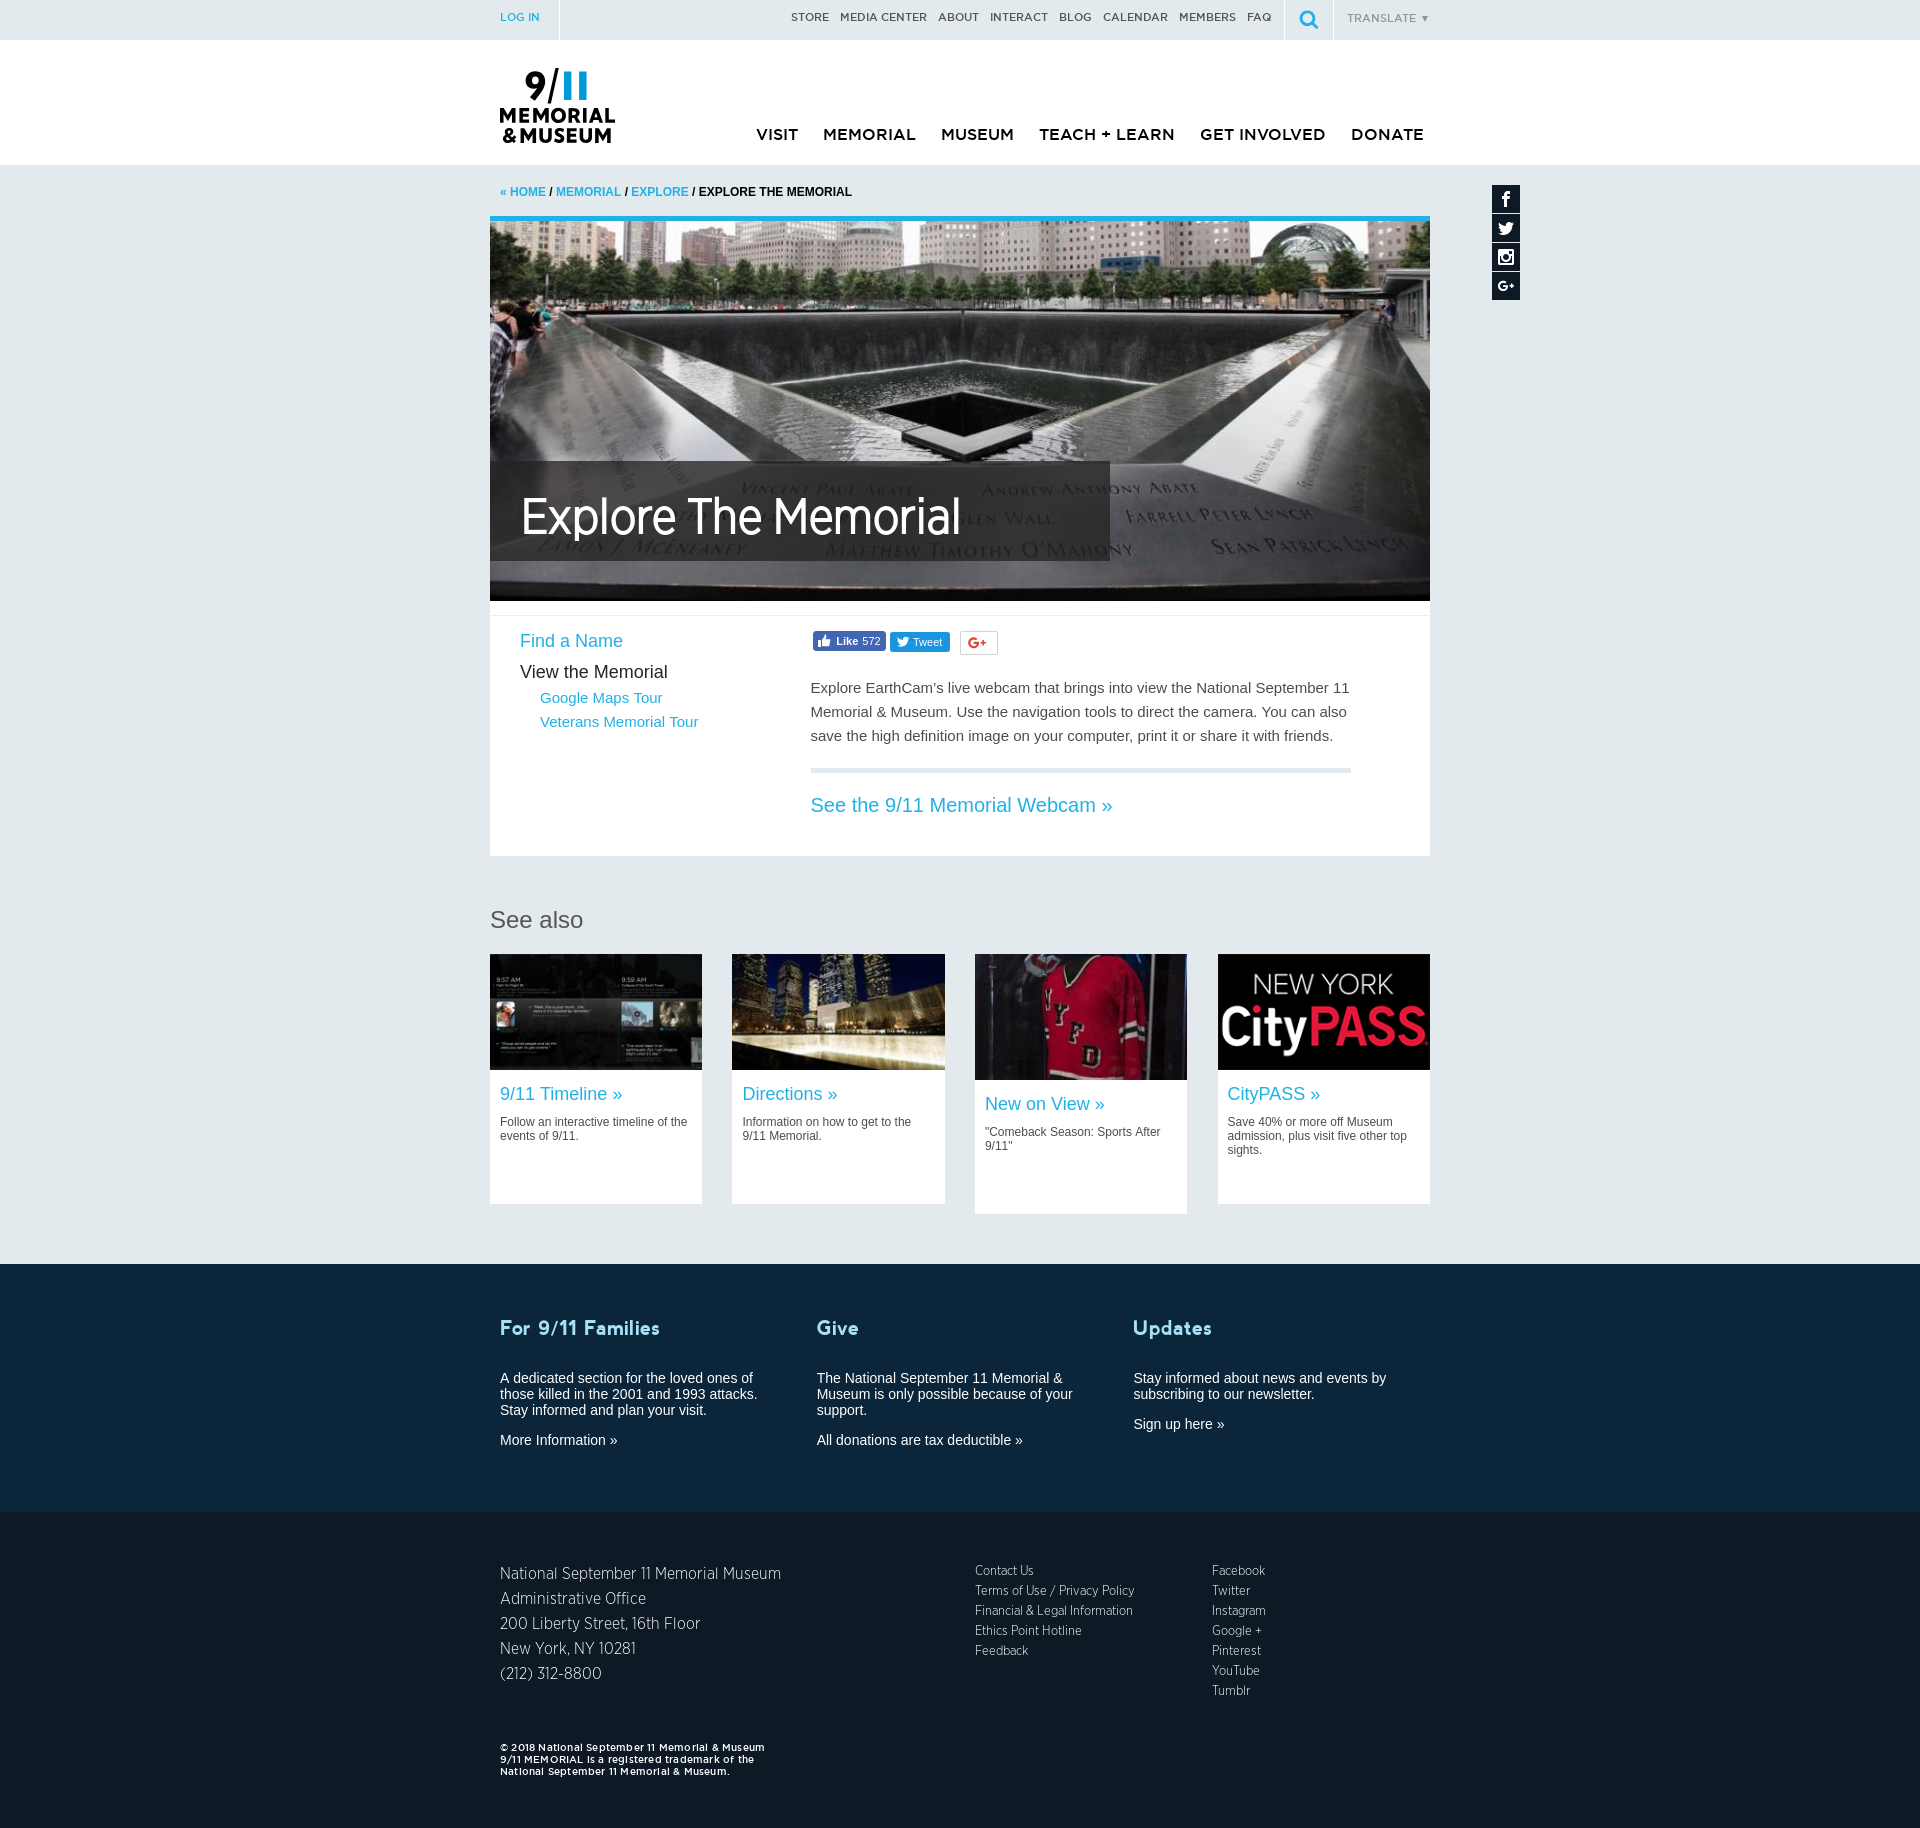 LOG IN
STORE MEDIA CENTER ABOUT INTERACT BLOG CALENDAR MEMBERS FAQ
TRANSLATE ▼
9/11
MEMORIAL
& MUSEUM
VISIT MEMORIAL MUSEUM TEACH + LEARN GET INVOLVED DONATE
« HOME / MEMORIAL / EXPLORE / EXPLORE THE MEMORIAL
VINCENT PAUL ABATE ANDREW ANTHONY ABATE
GLEN WALL FARRELL PETER LYNCH
EAMON J. MCENEANEY MATTHEW TIMOTHY O'MAHONY SEAN PATRICK LYNCH
Explore The Memorial
Find a Name
View the Memorial
Google Maps Tour
Veterans Memorial Tour
Like 572 Tweet G+
Explore EarthCam's live webcam that brings into view the National September 11
Memorial & Museum. Use the navigation tools to direct the camera. You can also
save the high definition image on your computer, print it or share it with friends.
See the 9/11 Memorial Webcam »
See also
9:57 AM
9:59 AM
9/11 Timeline »
Follow an interactive timeline of the
events of 9/11.
Directions »
Information on how to get to the
9/11 Memorial.
NYFD
New on View »
"Comeback Season: Sports After
9/11"
NEW YORK
CityPASS
CityPASS »
Save 40% or more off Museum
admission, plus visit five other top
sights.
For 9/11 Families
A dedicated section for the loved ones of
those killed in the 2001 and 1993 attacks.
Stay informed and plan your visit.
More Information »
Give
The National September 11 Memorial &
Museum is only possible because of your
support.
All donations are tax deductible »
Updates
Stay informed about news and events by
subscribing to our newsletter.
Sign up here »
National September 11 Memorial Museum
Administrative Office
200 Liberty Street, 16th Floor
New York, NY 10281
(212) 312-8800
Contact Us
Terms of Use / Privacy Policy
Financial & Legal Information
Ethics Point Hotline
Feedback
Facebook
Twitter
Instagram
Google +
Pinterest
YouTube
Tumblr
© 2018 National September 11 Memorial & Museum
9/11 MEMORIAL is a registered trademark of the
National September 11 Memorial & Museum.